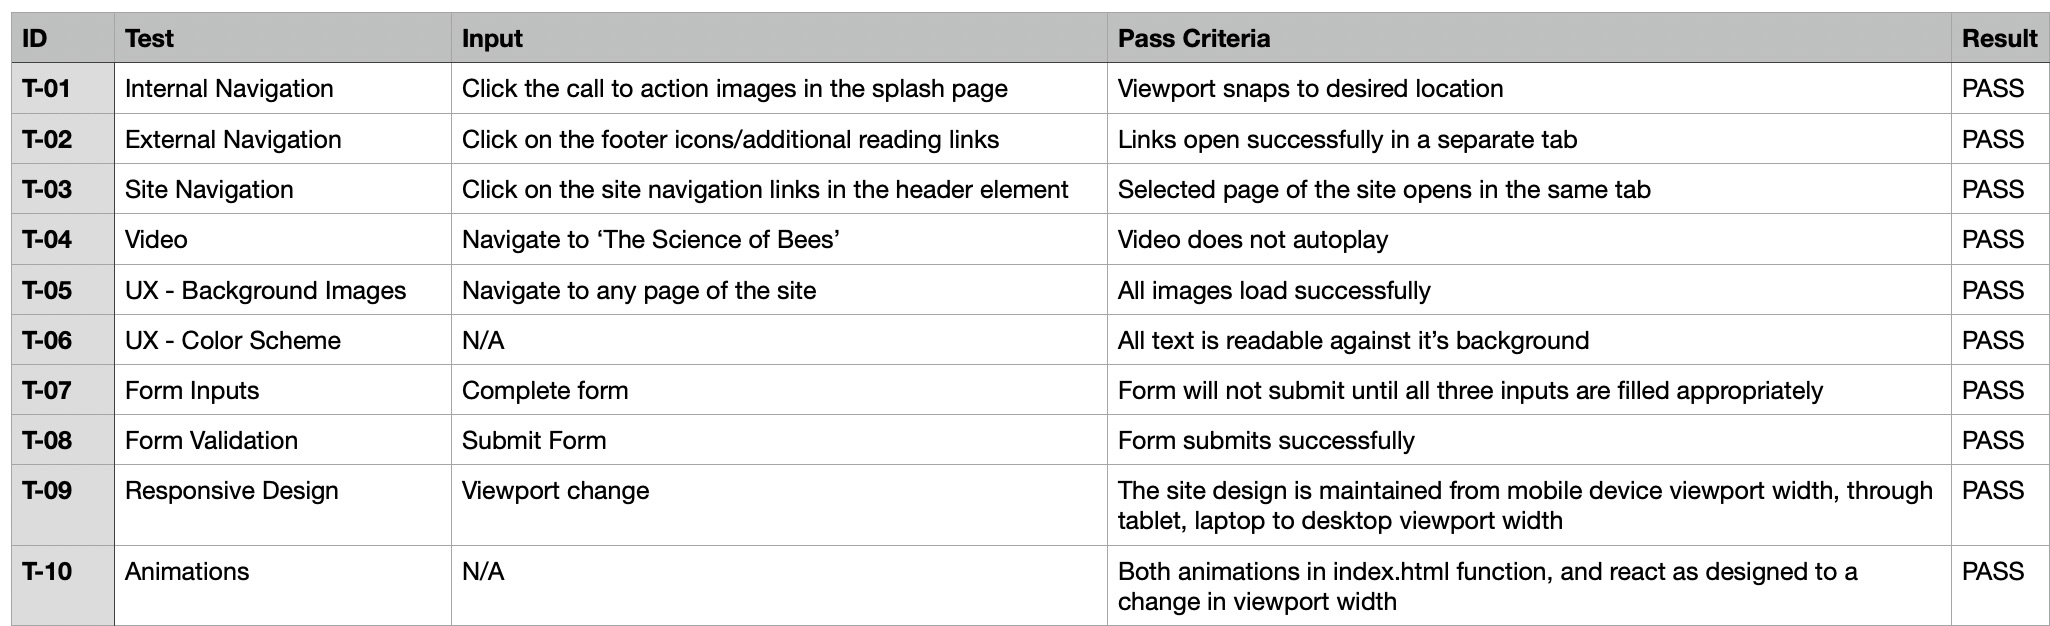 ID Test Input Pass Criteria Result
T-01 Internal Navigation Click the call to action images in the splash page Viewport snaps to desired location PASS
T-02 External Navigation Click on the footer icons/additional reading links Links open successfully in a separate tab PASS
T-03 Site Navigation Click on the site navigation links in the header element Selected page of the site opens in the same tab PASS
T-04 Video Navigate to ‘The Science of Bees’ Video does not autoplay PASS
T-05 UX - Background Images Navigate to any page of the site All images load successfully PASS
T-06 UX - Color Scheme N/A All text is readable against it’s background PASS
T-07 Form Inputs Complete form Form will not submit until all three inputs are filled appropriately PASS
T-08 Form Validation Submit Form Form submits successfully PASS
T-09 Responsive Design Viewport change The site design is maintained from mobile device viewport width, through PASS
tablet, laptop to desktop viewport width
T-10 Animations N/A Both animations in index.html function, and react as designed to a PASS
change in viewport width